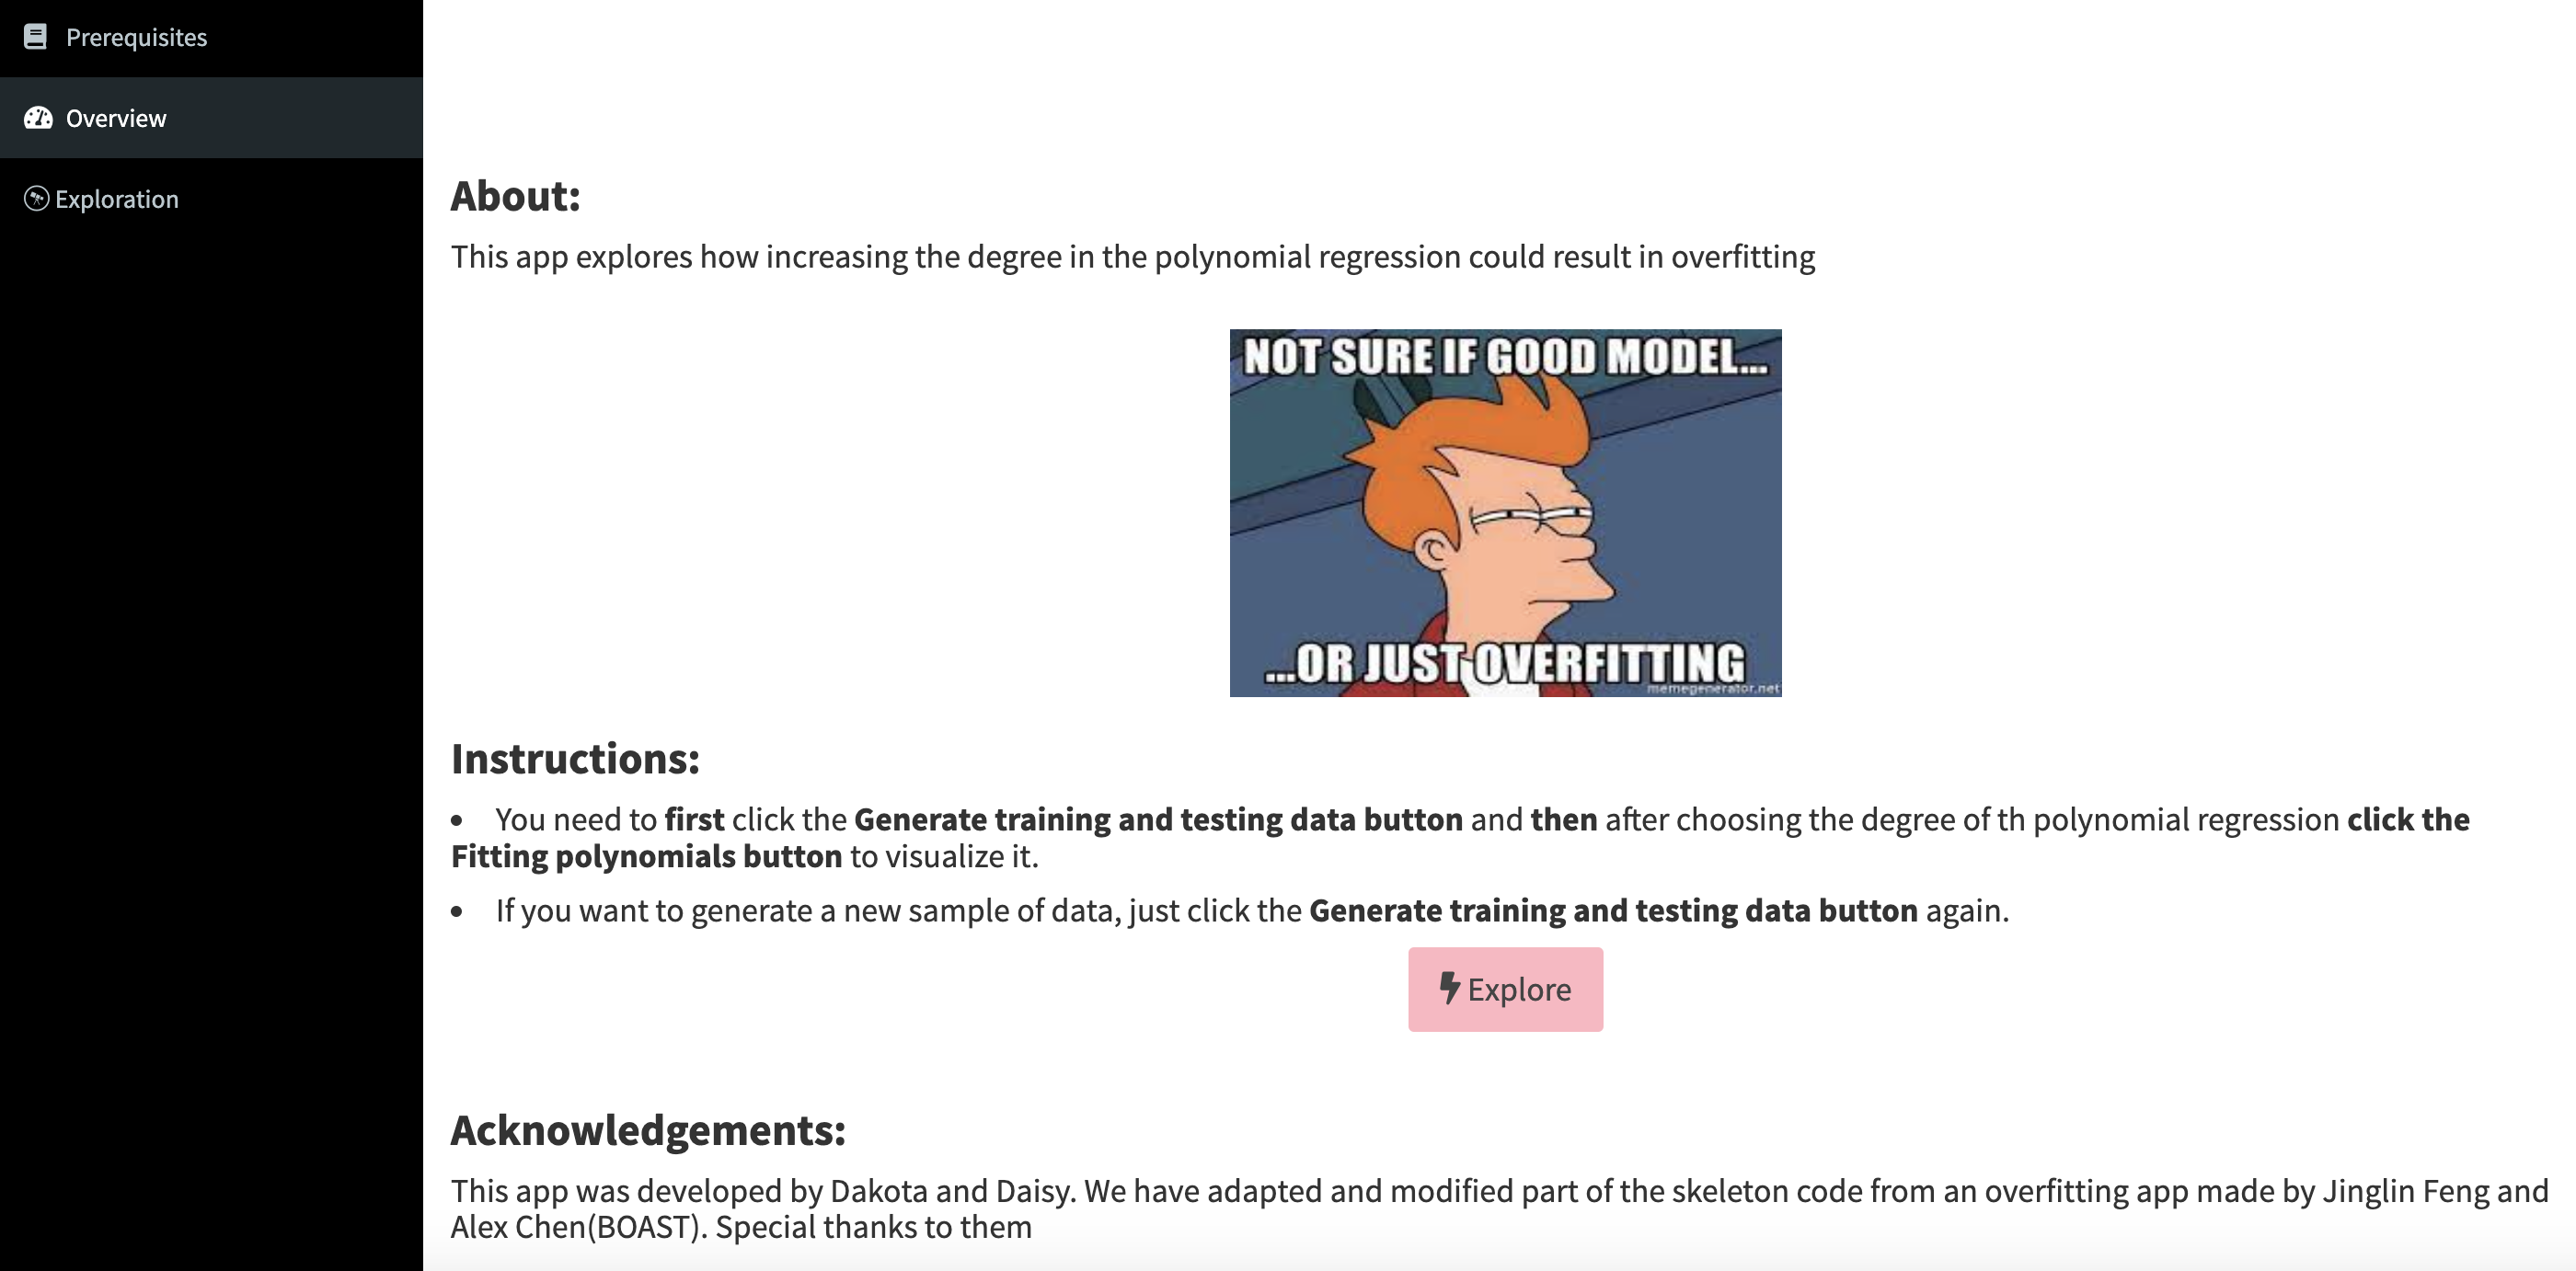 Prerequisites
Overview
Exploration
About:
This app explores how increasing the degree in the polynomial regression could result in overfitting
NOT SURE IF GOOD MODEL...
...OR JUST OVERFITTING
memegenerator.net
Instructions:
• You need to first click the Generate training and testing data button and then after choosing the degree of th polynomial regression click the
Fitting polynomials button to visualize it.
• If you want to generate a new sample of data, just click the Generate training and testing data button again.
Explore
Acknowledgements:
This app was developed by Dakota and Daisy. We have adapted and modified part of the skeleton code from an overfitting app made by Jinglin Feng and
Alex Chen(BOAST). Special thanks to them